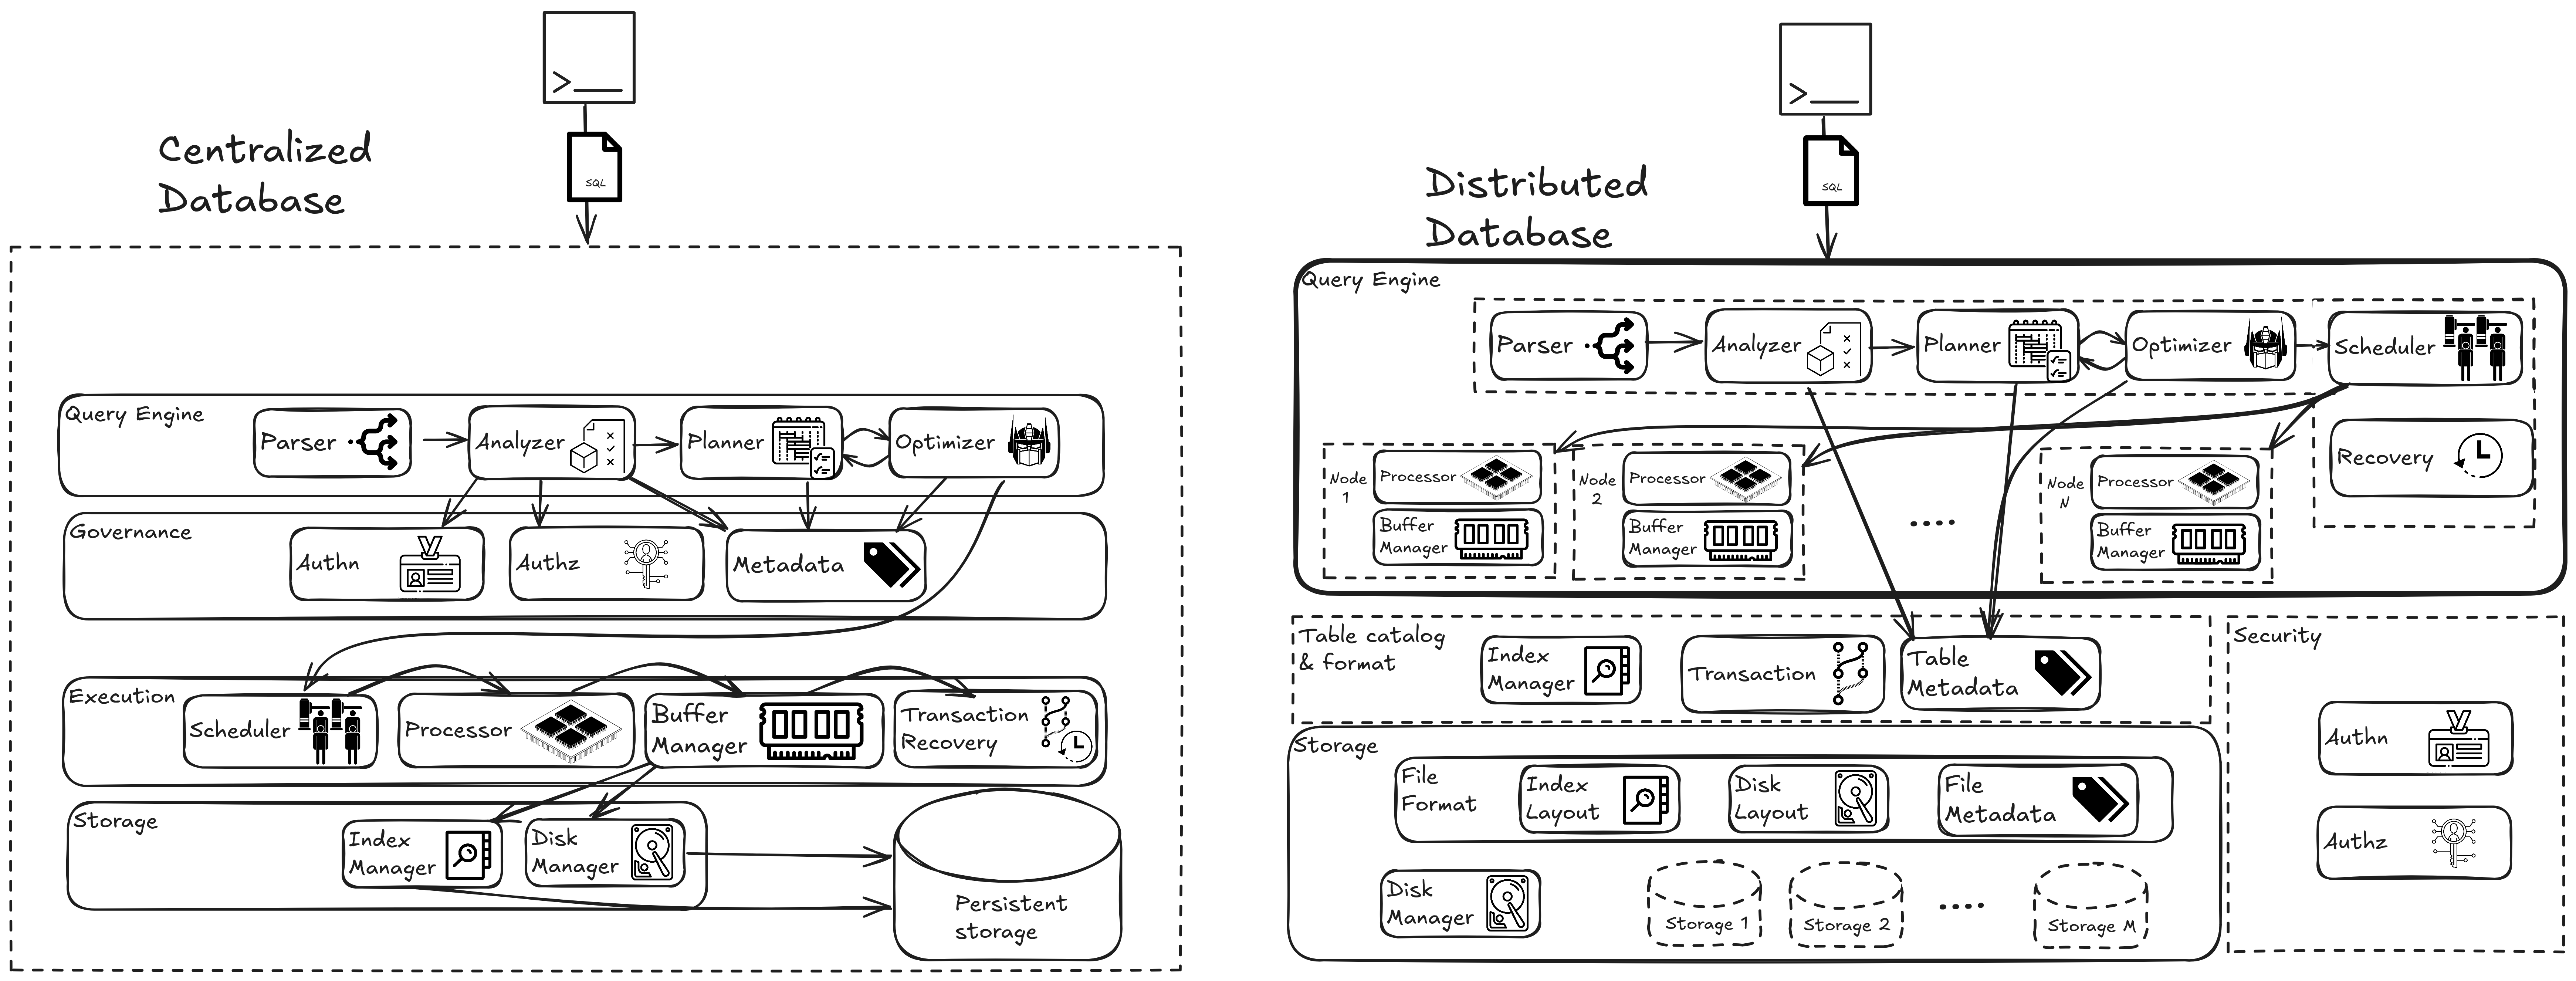 >__
SQL
Centralized
Database
Query Engine
Parser
Analyzer
Planner
Optimizer
Governance
Authn
Authz
Metadata
Execution
Scheduler
Processor
Buffer
Manager
Transaction
Recovery
Storage
Index
Manager
Disk
Manager
Persistent
storage
>__
SQL
Distributed
Database
Query Engine
Parser
Analyzer
Planner
Optimizer
Scheduler
Recovery
Node
1
Processor
Buffer
Manager
Node
2
Processor
Buffer
Manager
....
Node
N
Processor
Buffer
Manager
Table catalog
& format
Index
Manager
Transaction
Table
Metadata
Security
Authn
Authz
Storage
File
Format
Index
Layout
Disk
Layout
File
Metadata
Disk
Manager
Storage 1
Storage 2
....
Storage M